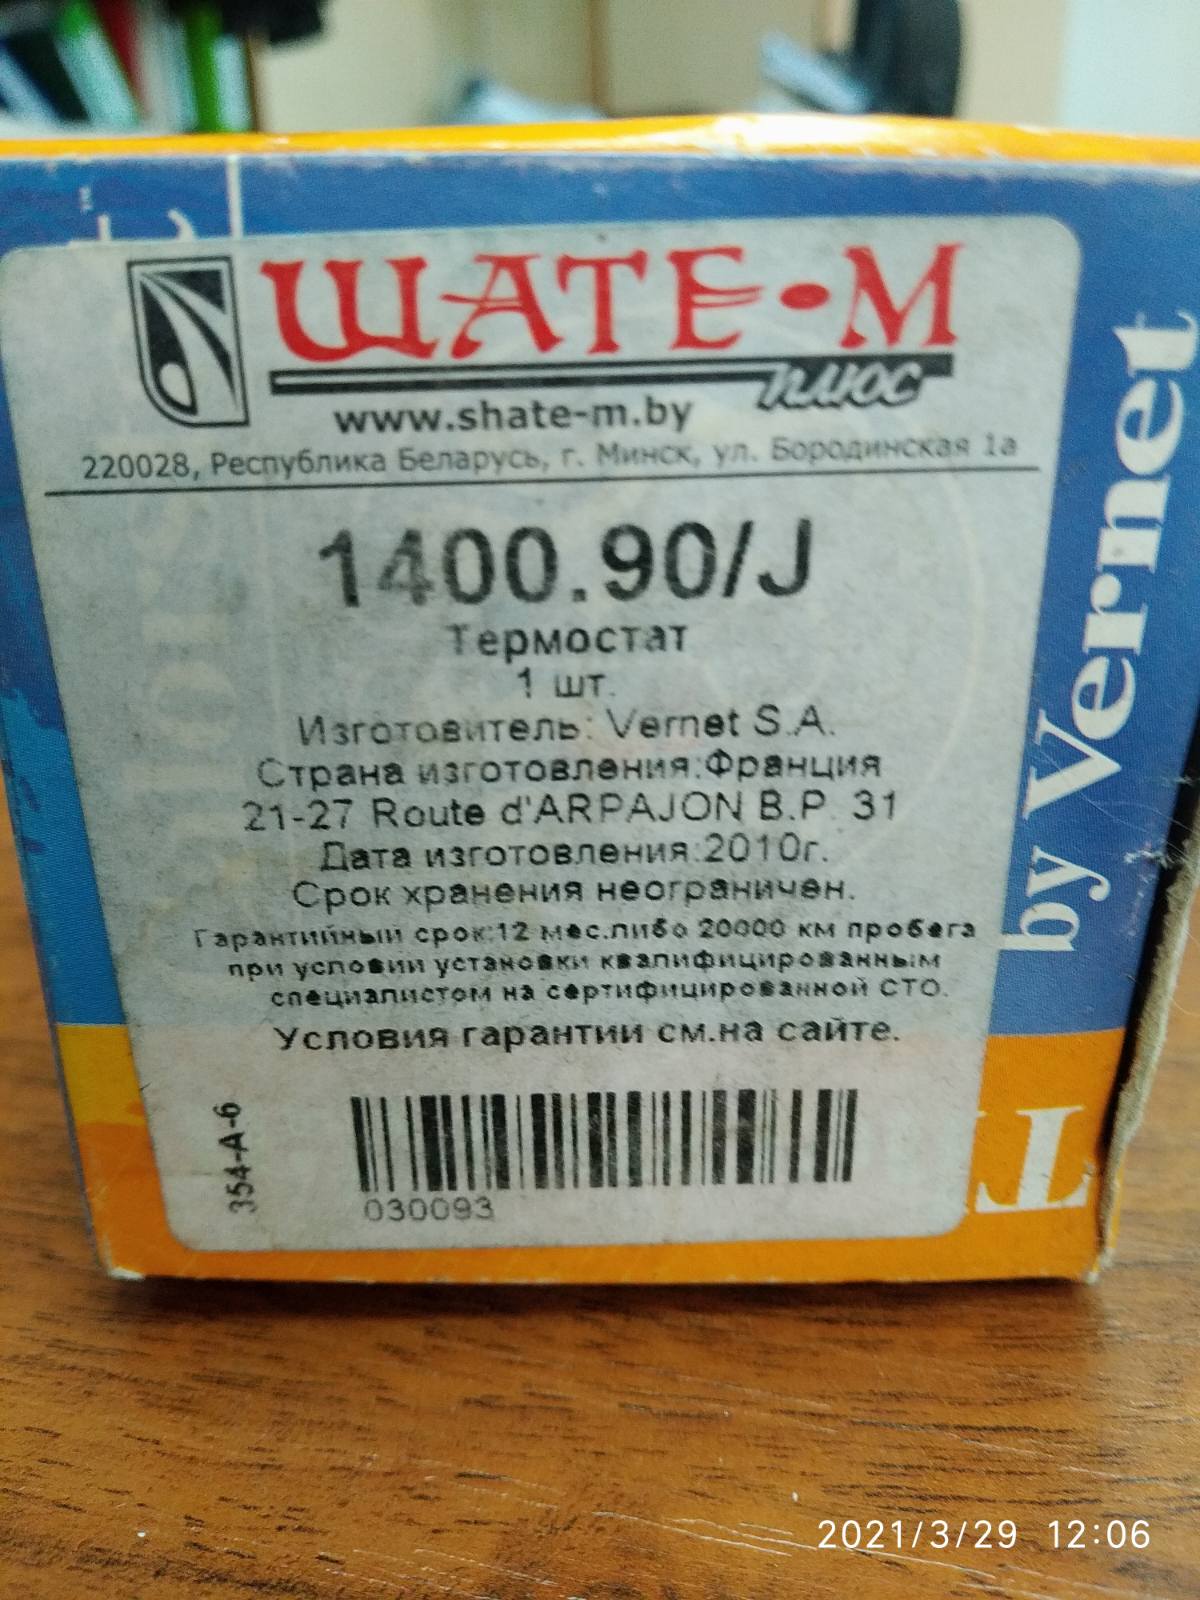 ШАТЕ-М
плюс
www.shate-m.by
220028, Республика Беларусь, г. Минск, ул. Бородинская 1а
1400.90/J
Термостат
1 шт.
Изготовитель: Vernet S.A.
Страна изготовления:Франция
21-27 Route d'ARPAJON B.P. 31
Дата изготовления:2010г.
Срок хранения неограничен.
Гарантийный срок:12 мес.либо 20000 км пробега
при условии установки квалифицированным
специалистом на сертифицированной СТО.
Условия гарантии см.на сайте.
354-A-6
030093
by Vernet
2021/3/29 12:06